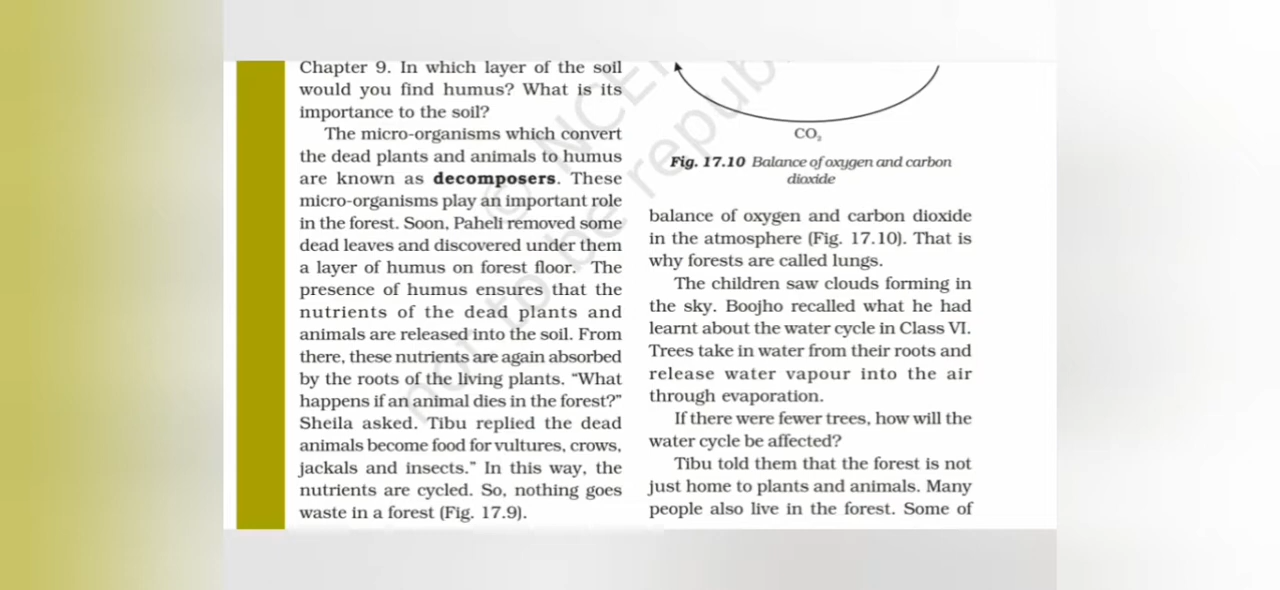 Chapter 9. In which layer of the soil
would you find humus? What is its
importance to the soil?
The micro-organisms which convert
the dead plants and animals to humus
are known as decomposers. These
micro-organisms play an important role
in the forest. Soon, Paheli removed some
dead leaves and discovered under them
a layer of humus on forest floor. The
presence of humus ensures that the
nutrients of the dead plants and
animals are released into the soil. From
there, these nutrients are again absorbed
by the roots of the living plants. “What
happens if an animal dies in the forest?”
Sheila asked. Tibu replied the dead
animals become food for vultures, crows,
jackals and insects.” In this way, the
nutrients are cycled. So, nothing goes
waste in a forest (Fig. 17.9).
CO₂
Fig. 17.10 Balance of oxygen and carbon
dioxide
balance of oxygen and carbon dioxide
in the atmosphere (Fig. 17.10). That is
why forests are called lungs.
The children saw clouds forming in
the sky. Boojho recalled what he had
learnt about the water cycle in Class VI.
Trees take in water from their roots and
release water vapour into the air
through evaporation.
If there were fewer trees, how will the
water cycle be affected?
Tibu told them that the forest is not
just home to plants and animals. Many
people also live in the forest. Some of
© NCE
not to be repub